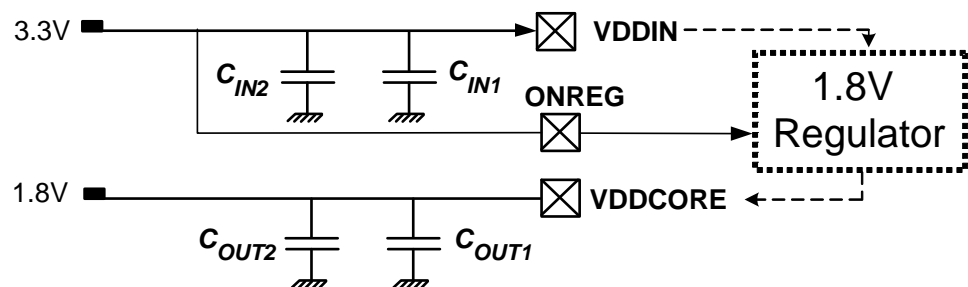 3.3V
VDDIN
C_IN2
C_IN1
1.8V
Regulator
ONREG
1.8V
VDDCORE
C_OUT2
C_OUT1